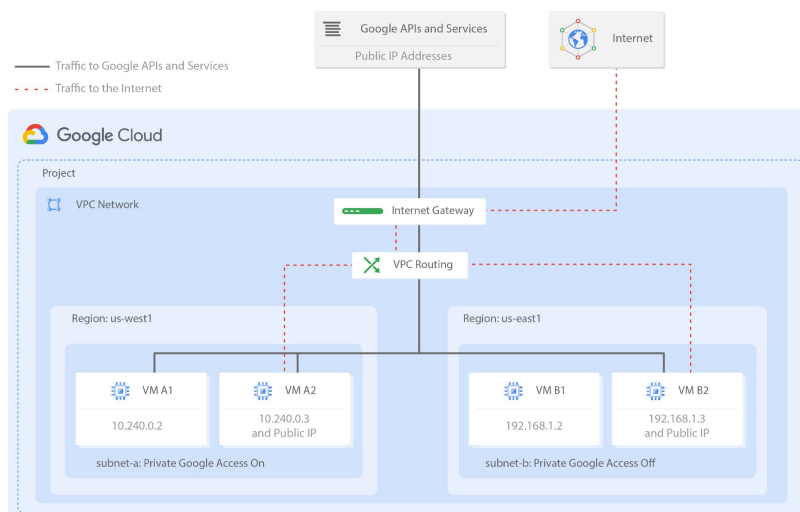 Google APIs and Services
Public IP Addresses
Internet
Traffic to Google APIs and Services
Traffic to the Internet
Google Cloud
Project
VPC Network
Internet Gateway
VPC Routing
Region: us-west1
Region: us-east1
VM A1
10.240.0.2
VM A2
10.240.0.3
and Public IP
VM B1
192.168.1.2
VM B2
192.168.1.3
and Public IP
subnet-a: Private Google Access On
subnet-b: Private Google Access Off